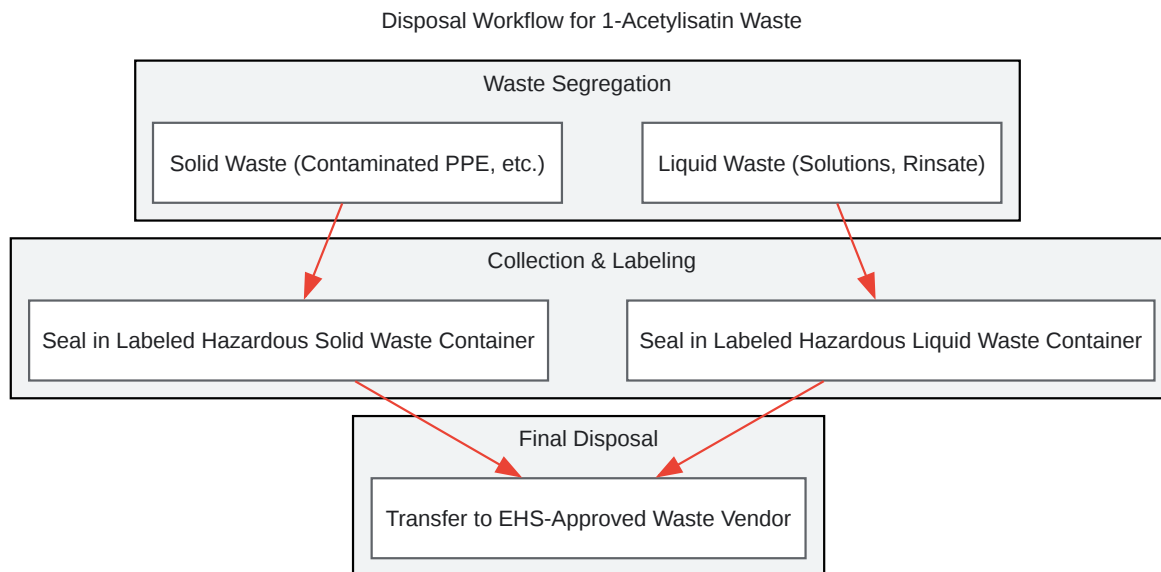 Disposal Workflow for 1-Acetylisatin Waste
Waste Segregation
Solid Waste (Contaminated PPE, etc.)
Liquid Waste (Solutions, Rinsate)
Collection & Labeling
Seal in Labeled Hazardous Solid Waste Container
Seal in Labeled Hazardous Liquid Waste Container
Final Disposal
Transfer to EHS-Approved Waste Vendor